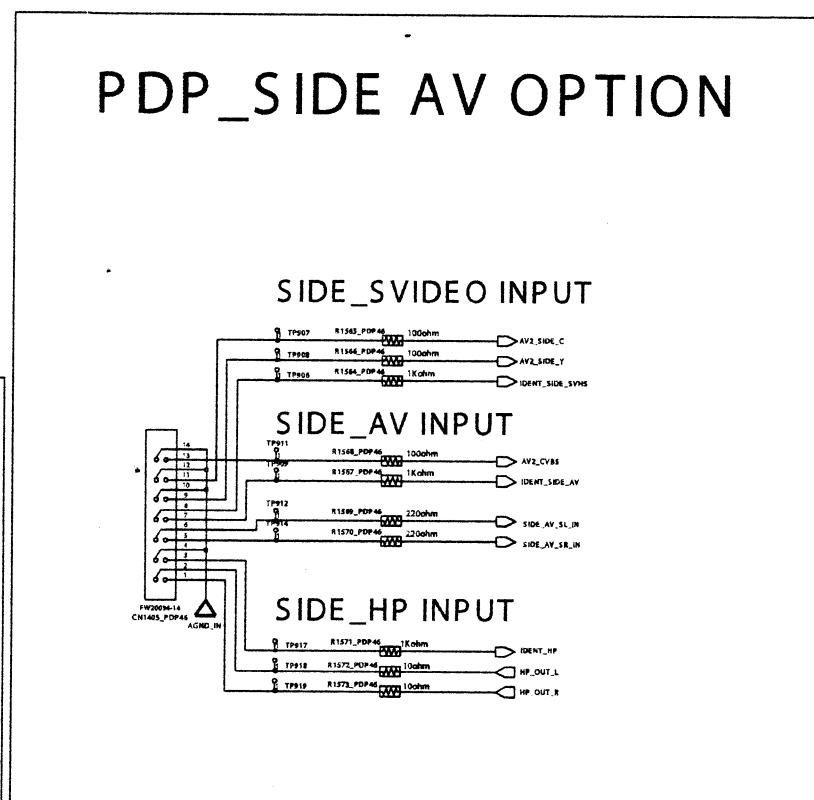 PDP_SIDE AV OPTION
SIDE_SVIDEO INPUT
TP907 R1565_PDP46 100ohm AV2_SIDE_C
TP908 R1566_PDP46 100ohm AV2_SIDE_Y
TP906 R1564_PDP46 1Kohm IDENT_SIDE_SVHS
SIDE_AV INPUT
TP911 R1568_PDP46 100ohm AV2_CVBS
TP909 R1567_PDP46 1Kohm IDENT_SIDE_AV
TP912 R1569_PDP46 220ohm SIDE_AV_SL_IN
TP914 R1570_PDP46 220ohm SIDE_AV_SR_IN
14
13
12
11
10
9
8
7
6
5
4
3
2
1
FW20096-14
CN1405_PDP46
AGND_IN
SIDE_HP INPUT
TP917 R1571_PDP46 1Kohm IDENT_HP
TP918 R1572_PDP46 10ohm HP_OUT_L
TP919 R1573_PDP46 10ohm HP_OUT_R